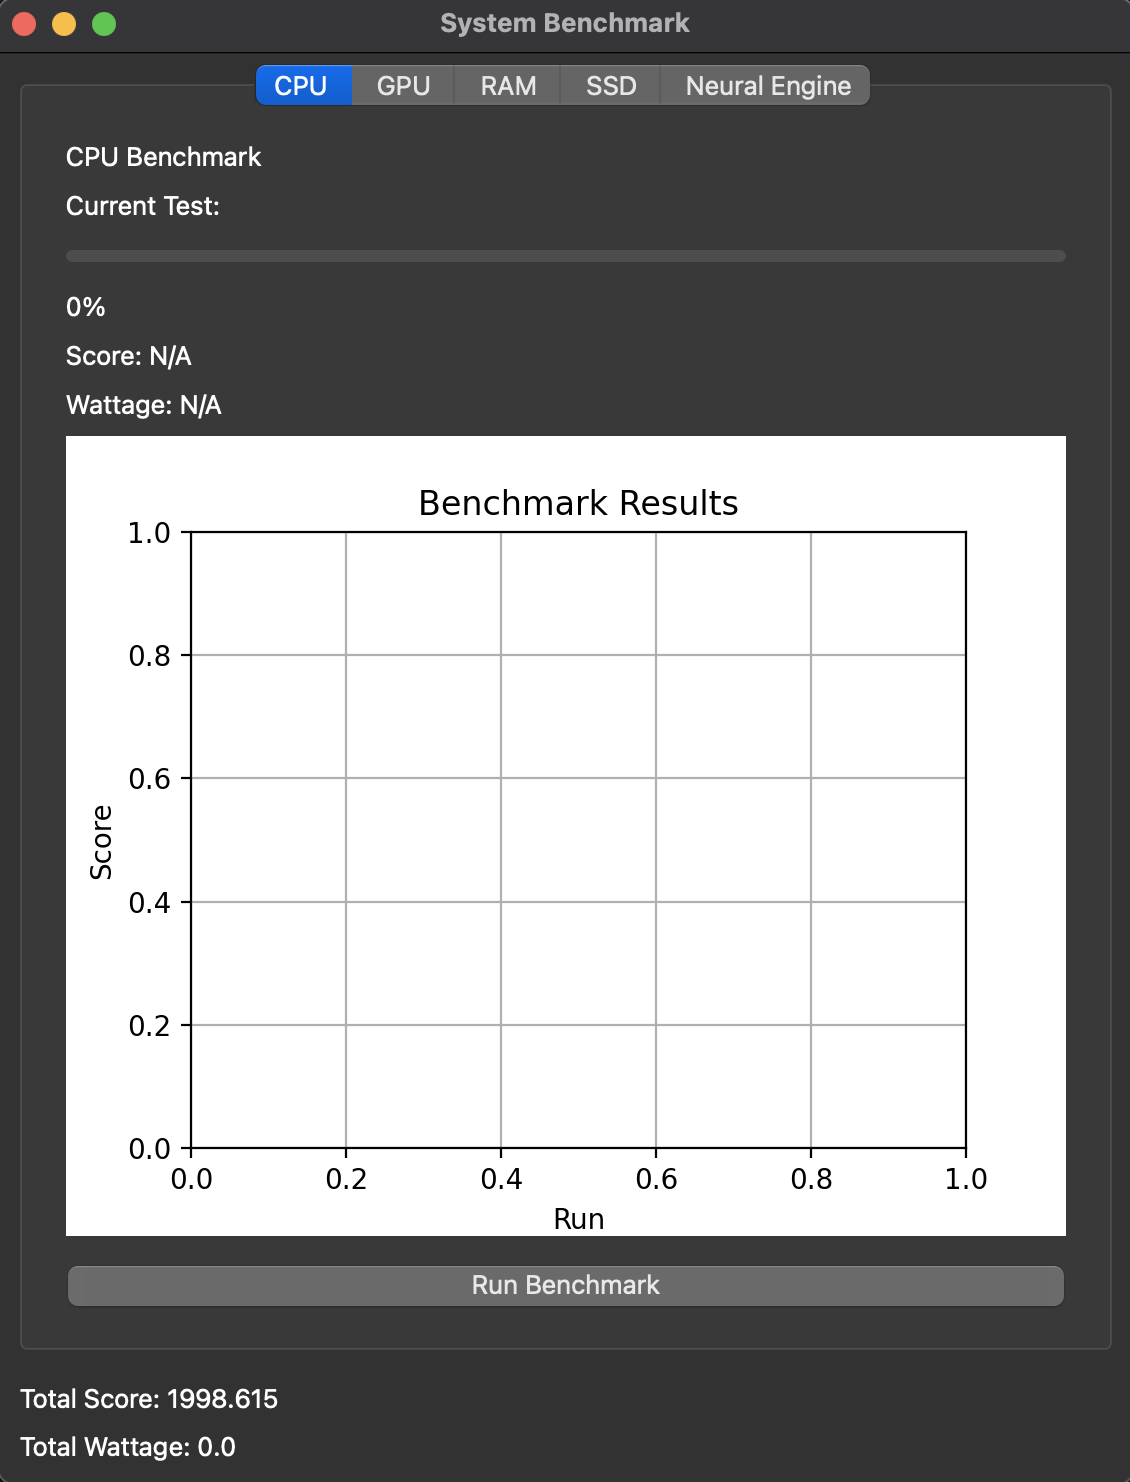 System Benchmark
CPU GPU RAM SSD Neural Engine
CPU Benchmark
Current Test:
0%
Score: N/A
Wattage: N/A
Benchmark Results
1.0
0.8
0.6
0.4
0.2
0.0
Score
0.0 0.2 0.4 0.6 0.8 1.0
Run
Run Benchmark
Total Score: 1998.615
Total Wattage: 0.0